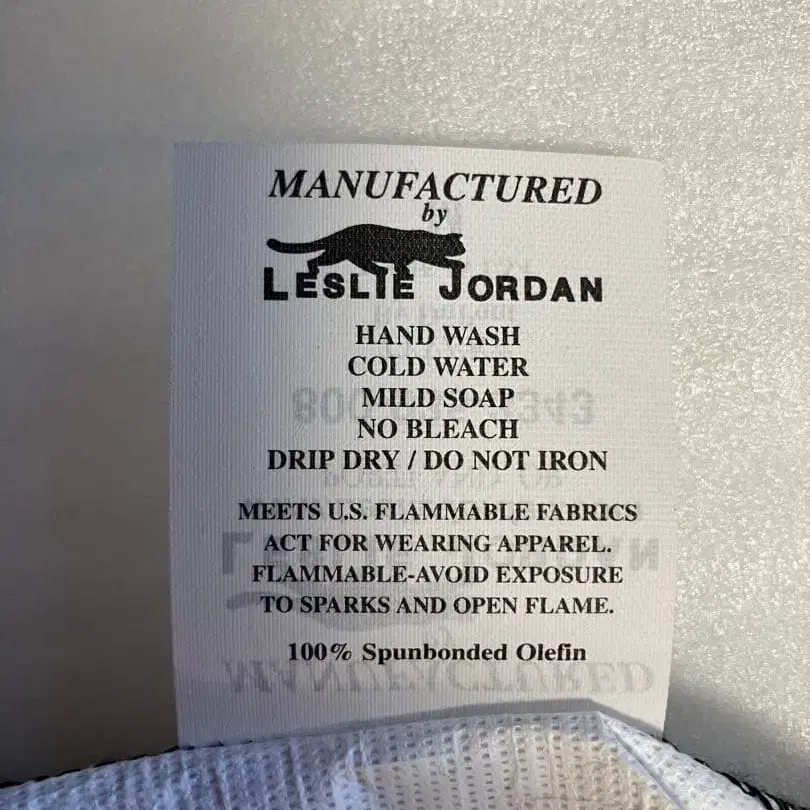 MANUFACTURED
by
LESLIE JORDAN
HAND WASH
COLD WATER
MILD SOAP
NO BLEACH
DRIP DRY / DO NOT IRON
MEETS U.S. FLAMMABLE FABRICS
ACT FOR WEARING APPAREL.
FLAMMABLE-AVOID EXPOSURE
TO SPARKS AND OPEN FLAME.
100% Spunbonded Olefin